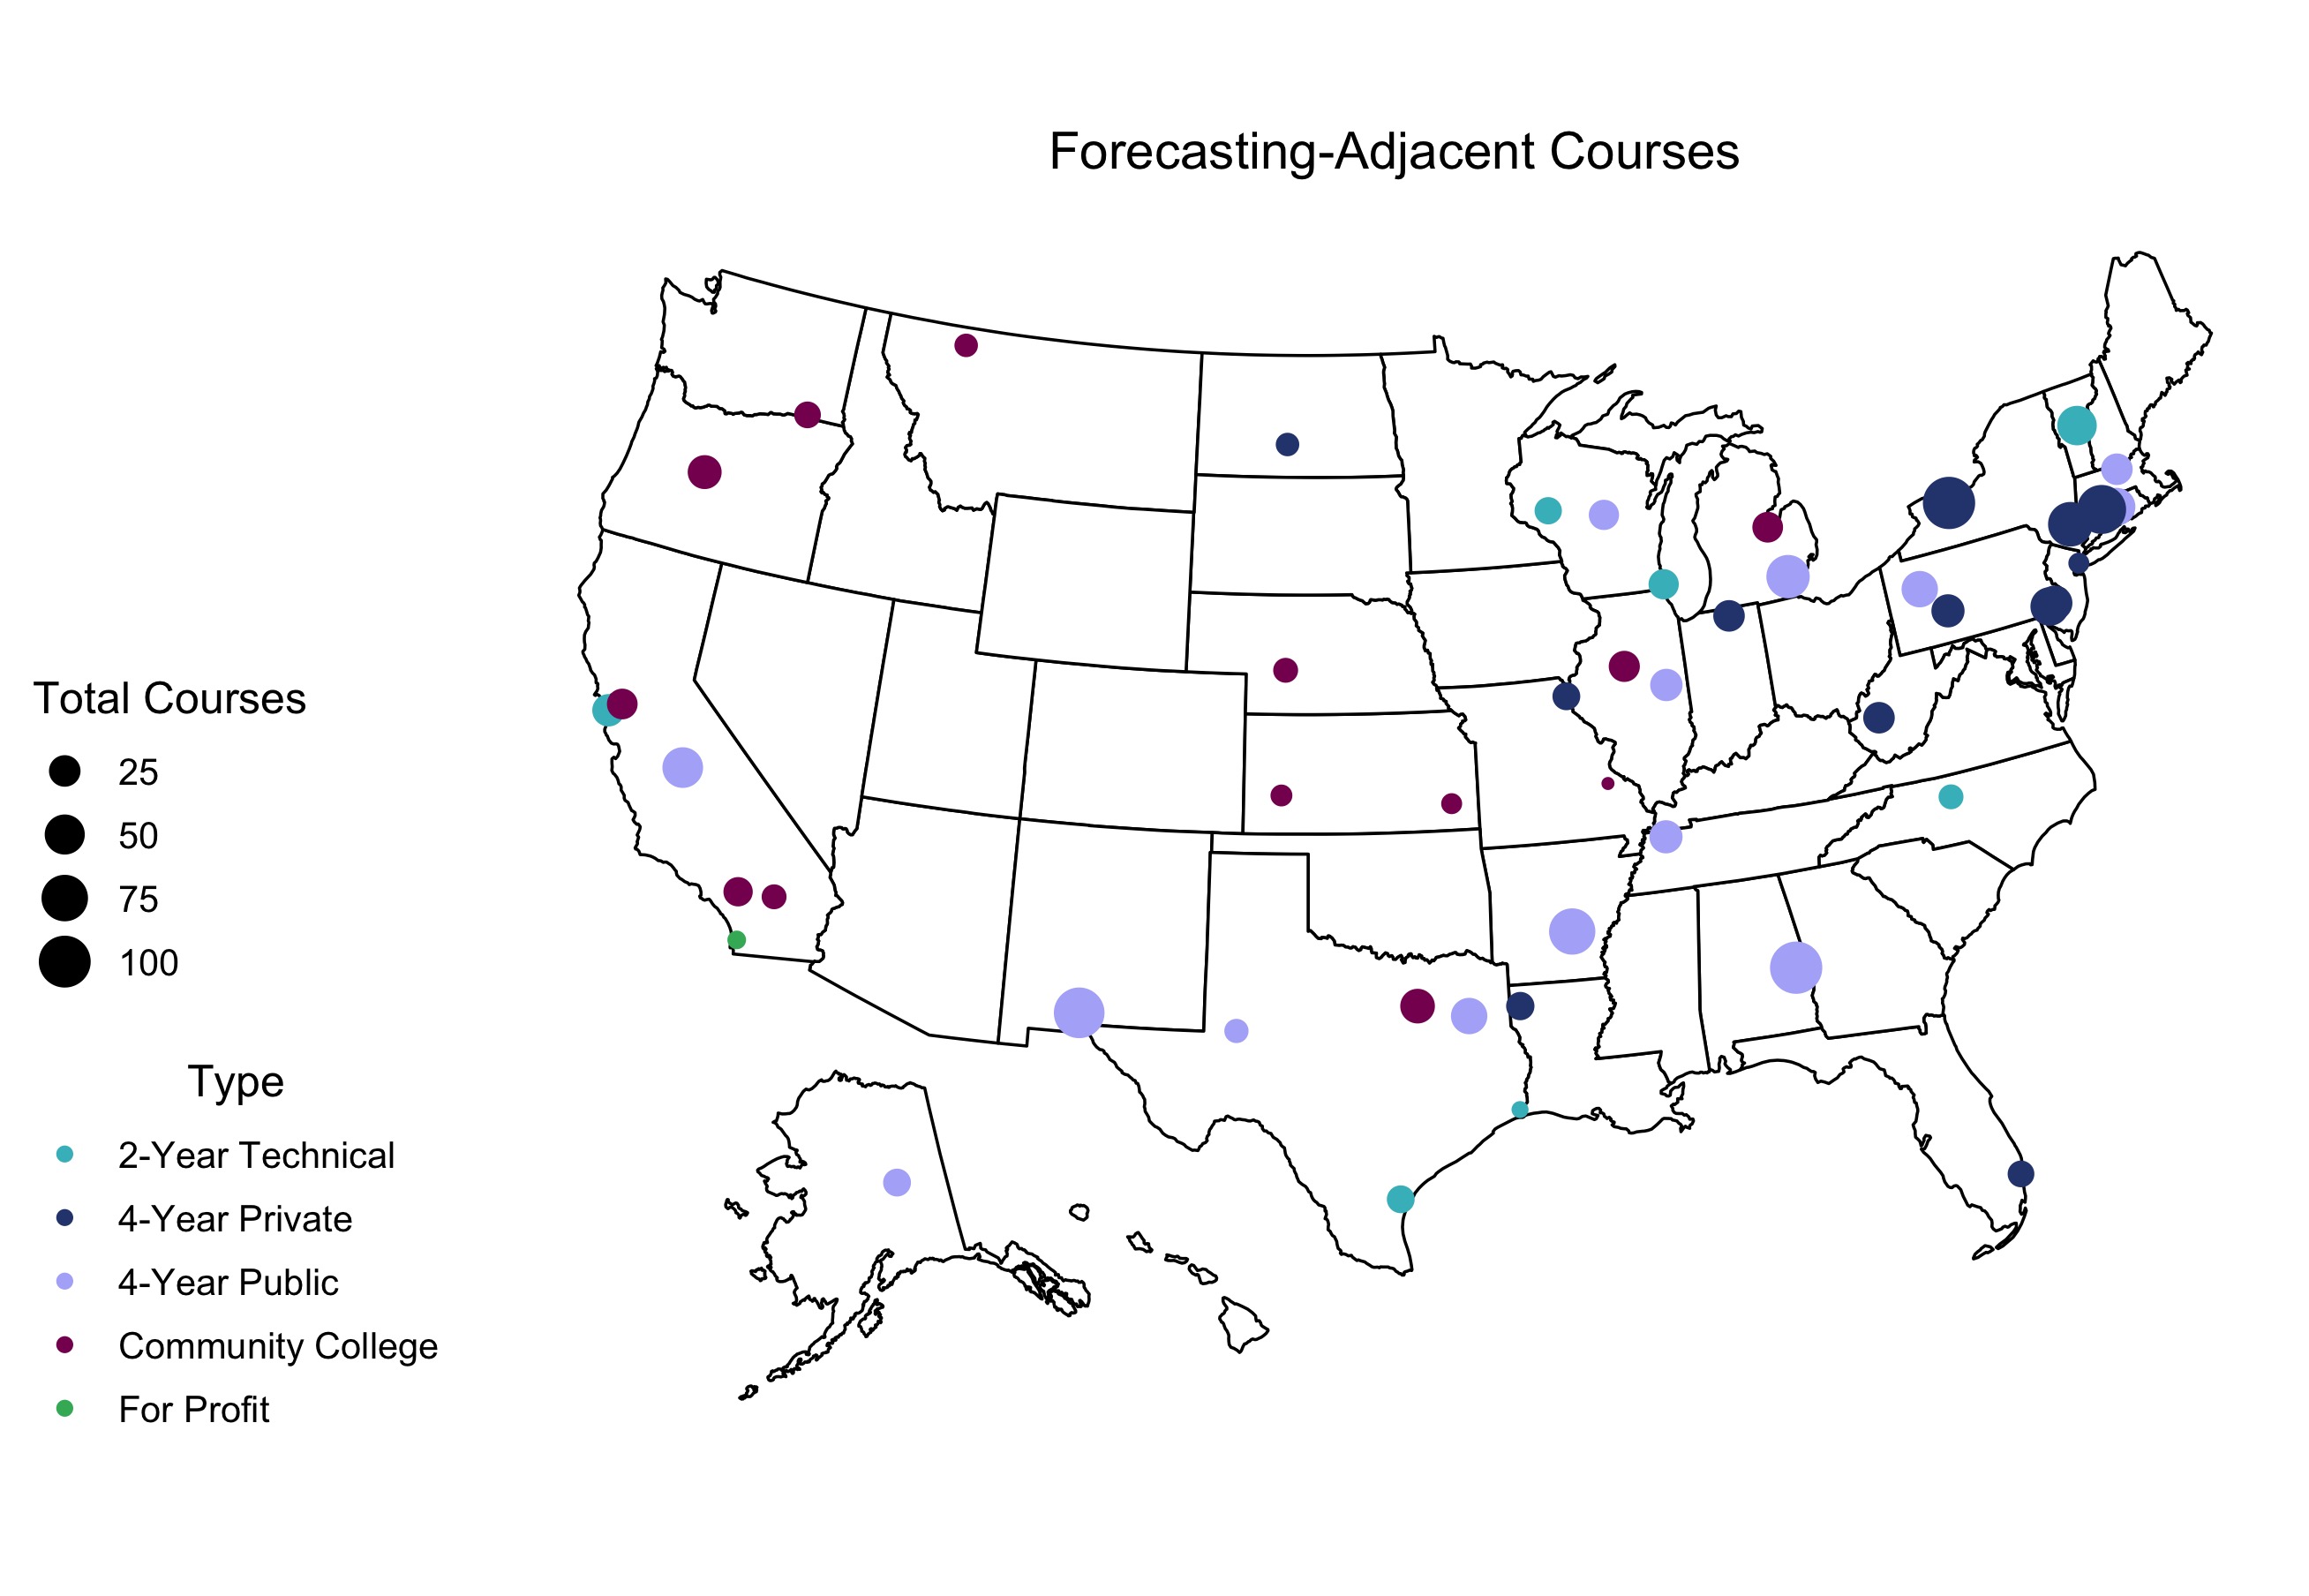 Forecasting-Adjacent Courses
Total Courses
25
50
75
100
Type
2-Year Technical
4-Year Private
4-Year Public
Community College
For Profit